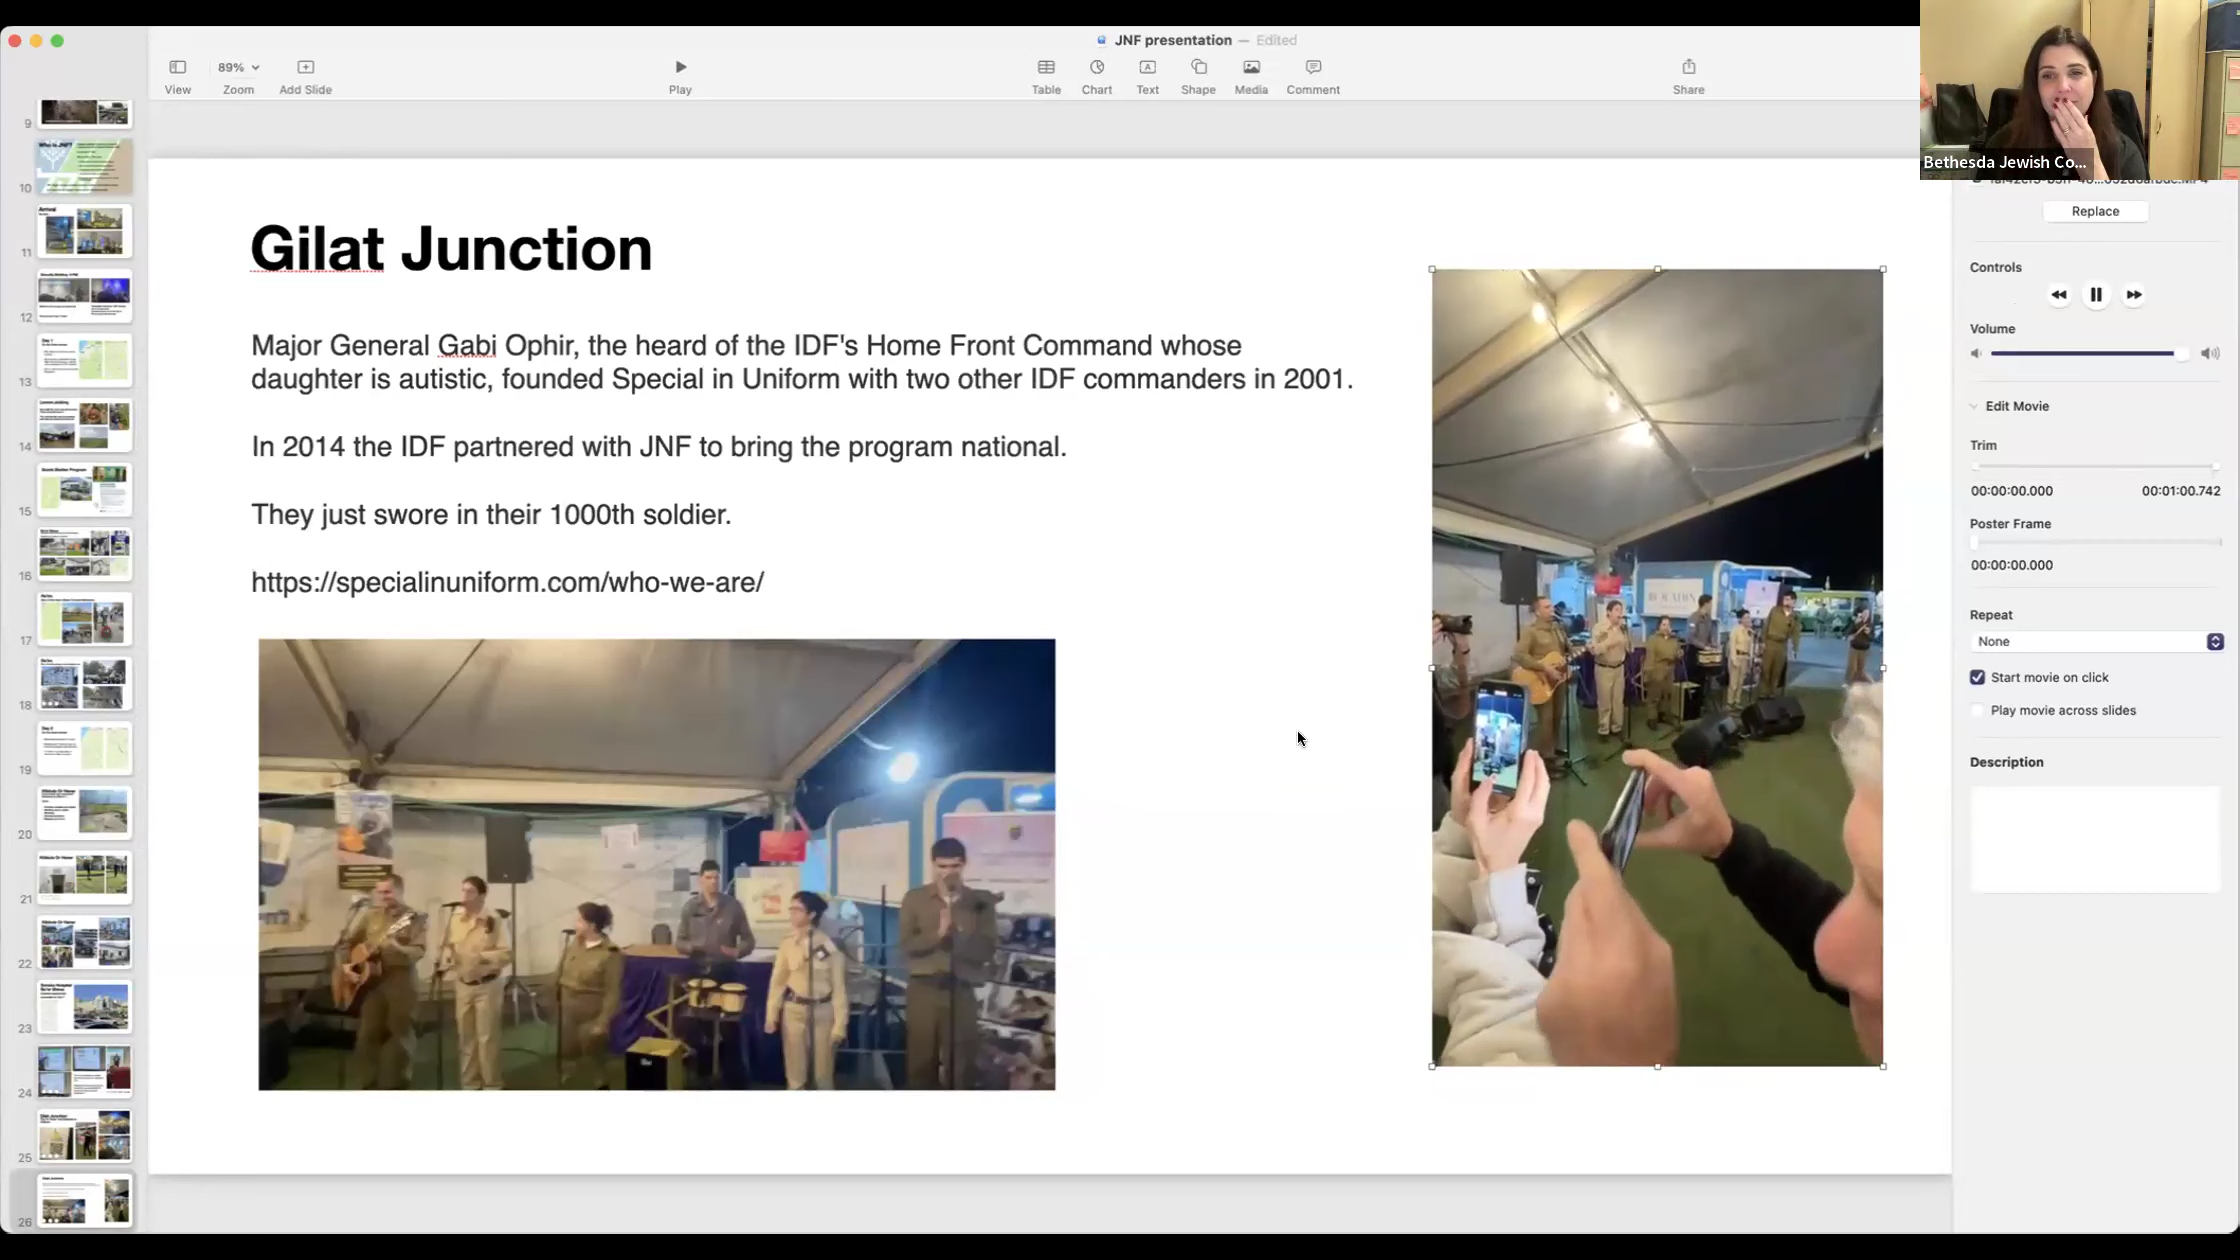 JNF presentation — Edited
View
89%
Zoom
Add Slide
Play
Table
Chart
Text
Shape
Media
Comment
Share
Bethesda Jewish Co...
Replace
Controls
Volume
Edit Movie
Trim
00:00:00.000 00:01:00.742
Poster Frame
00:00:00.000
Repeat
None
Start movie on click
Play movie across slides
Description
9
10
11
12
13
14
15
16
17
18
19
20
21
22
23
24
25
26
Gilat Junction
Major General Gabi Ophir, the heard of the IDF's Home Front Command whose
daughter is autistic, founded Special in Uniform with two other IDF commanders in 2001.
In 2014 the IDF partnered with JNF to bring the program national.
They just swore in their 1000th soldier.
https://specialinuniform.com/who-we-are/